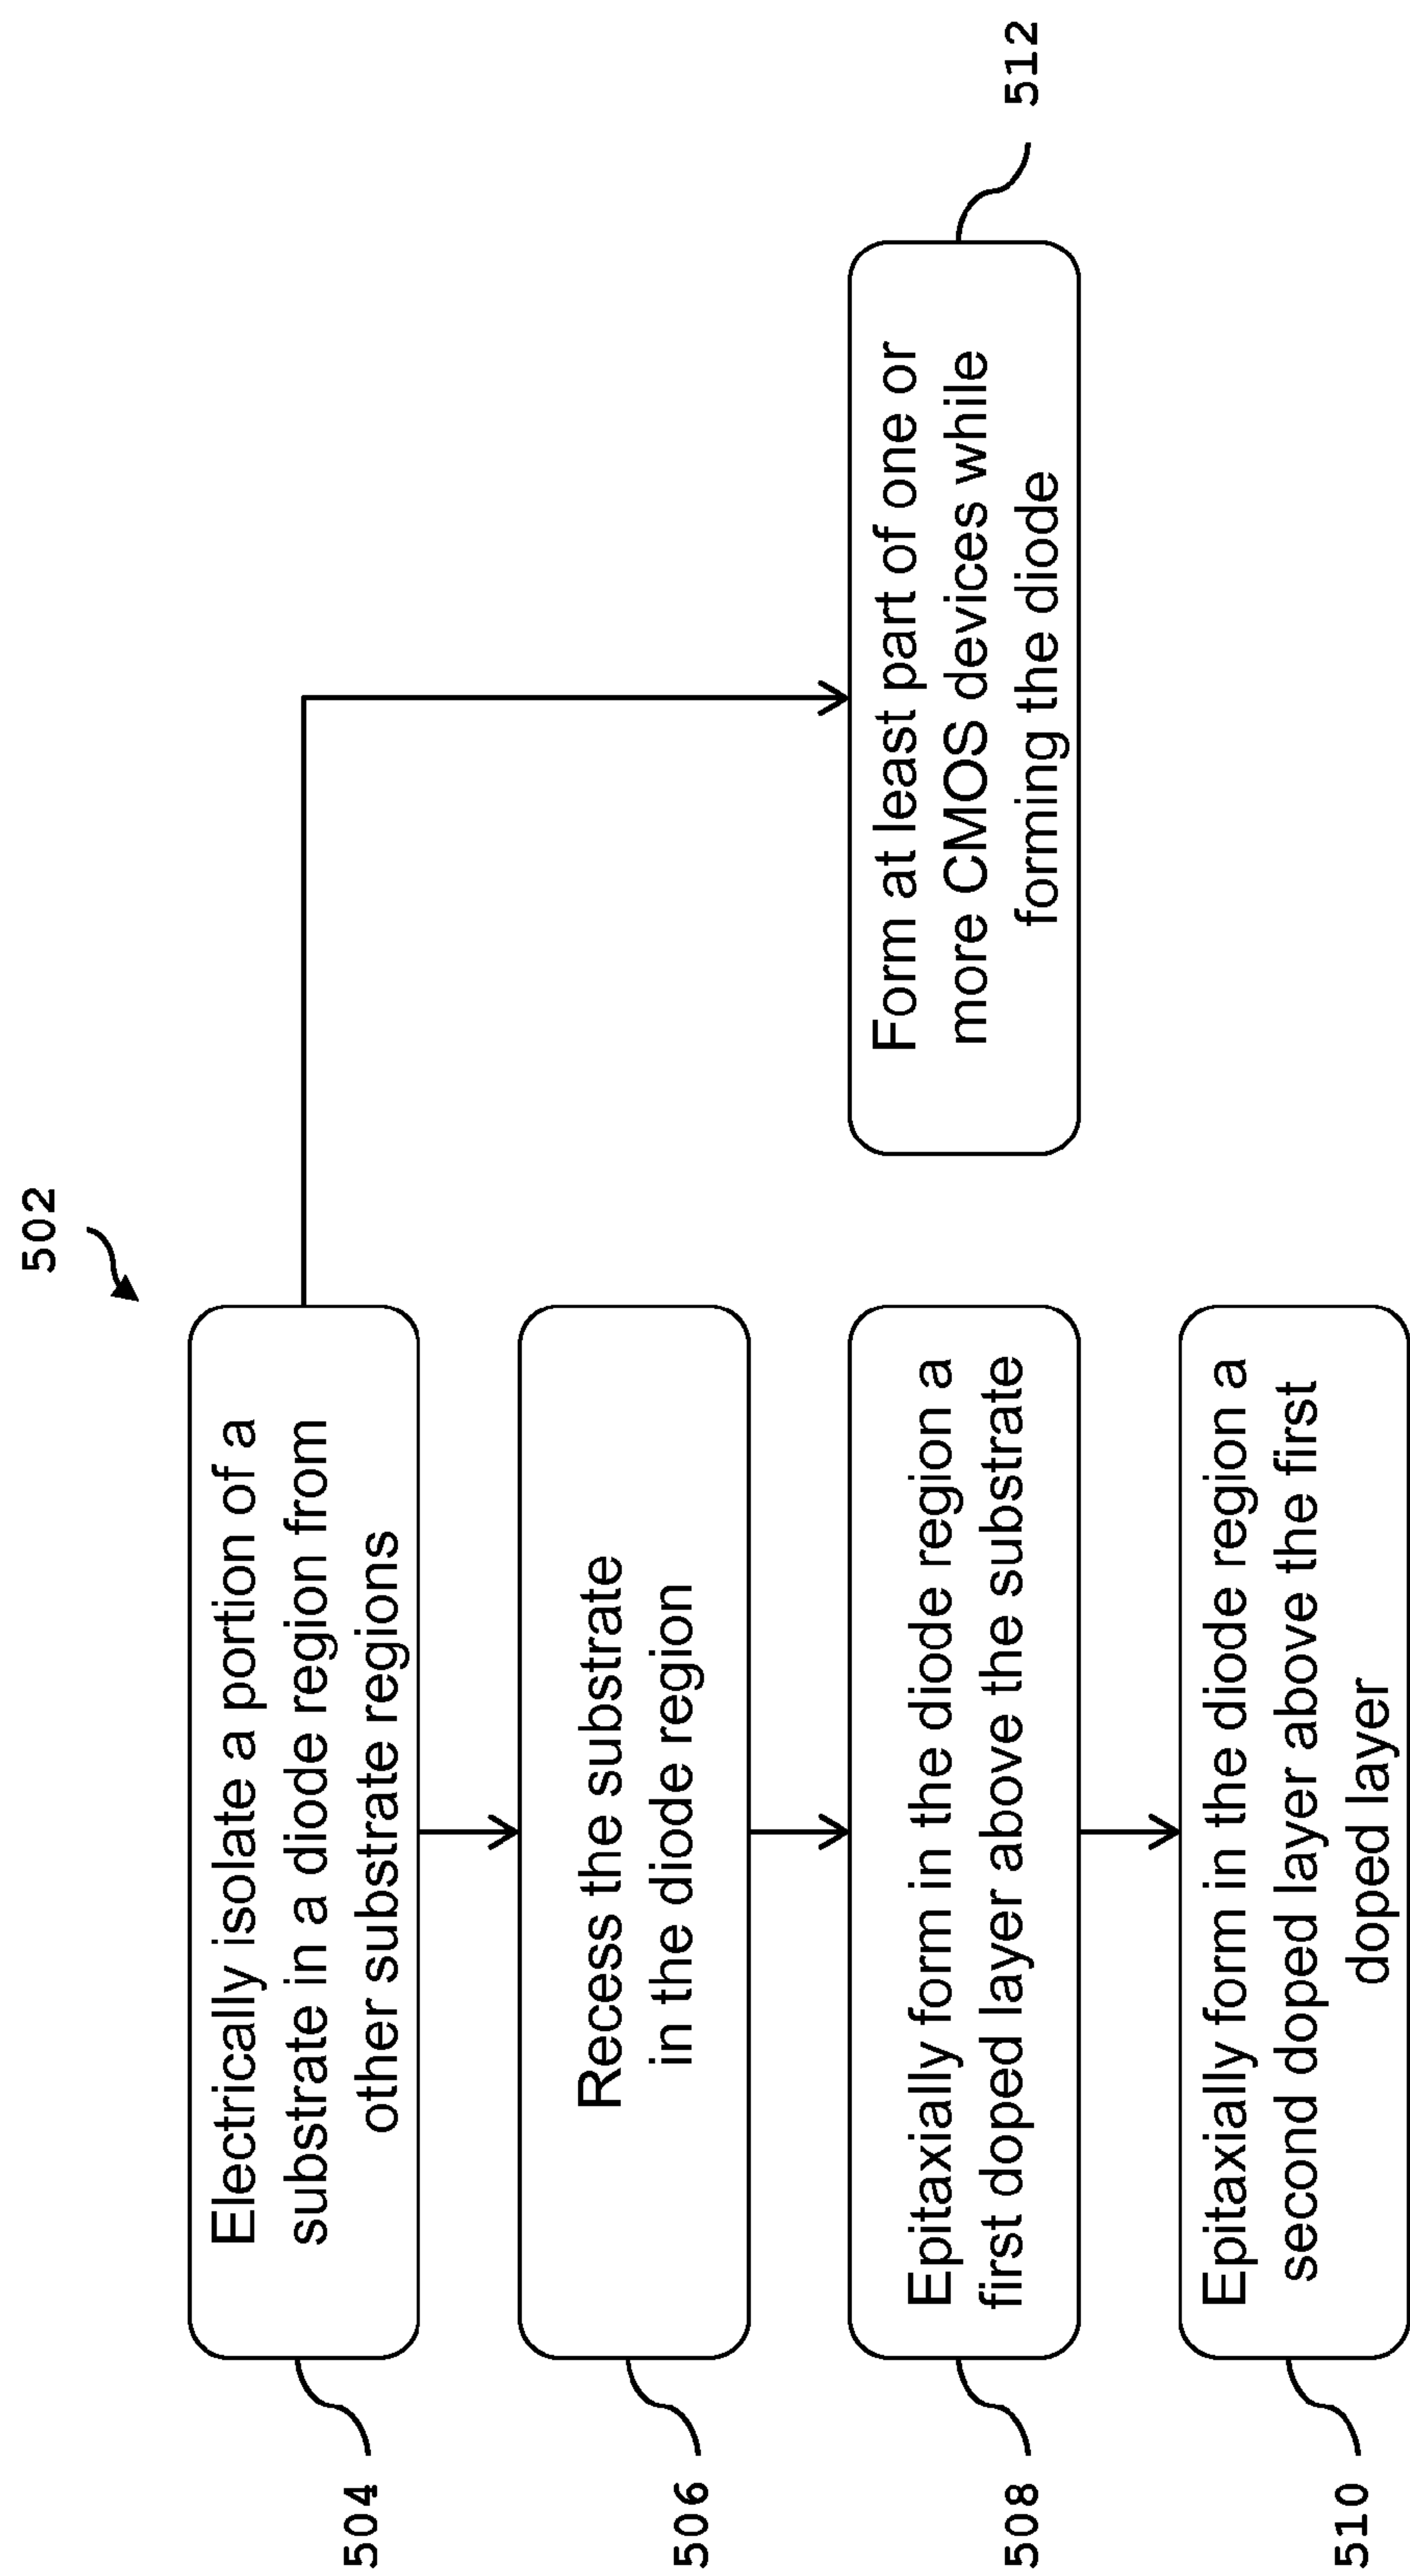 502
504
Electrically isolate a portion of a
substrate in a diode region from
other substrate regions
506
Recess the substrate
in the diode region
508
Epitaxially form in the diode region a
first doped layer above the substrate
510
Epitaxially form in the diode region a
second doped layer above the first
doped layer
Form at least part of one or
more CMOS devices while
forming the diode
512